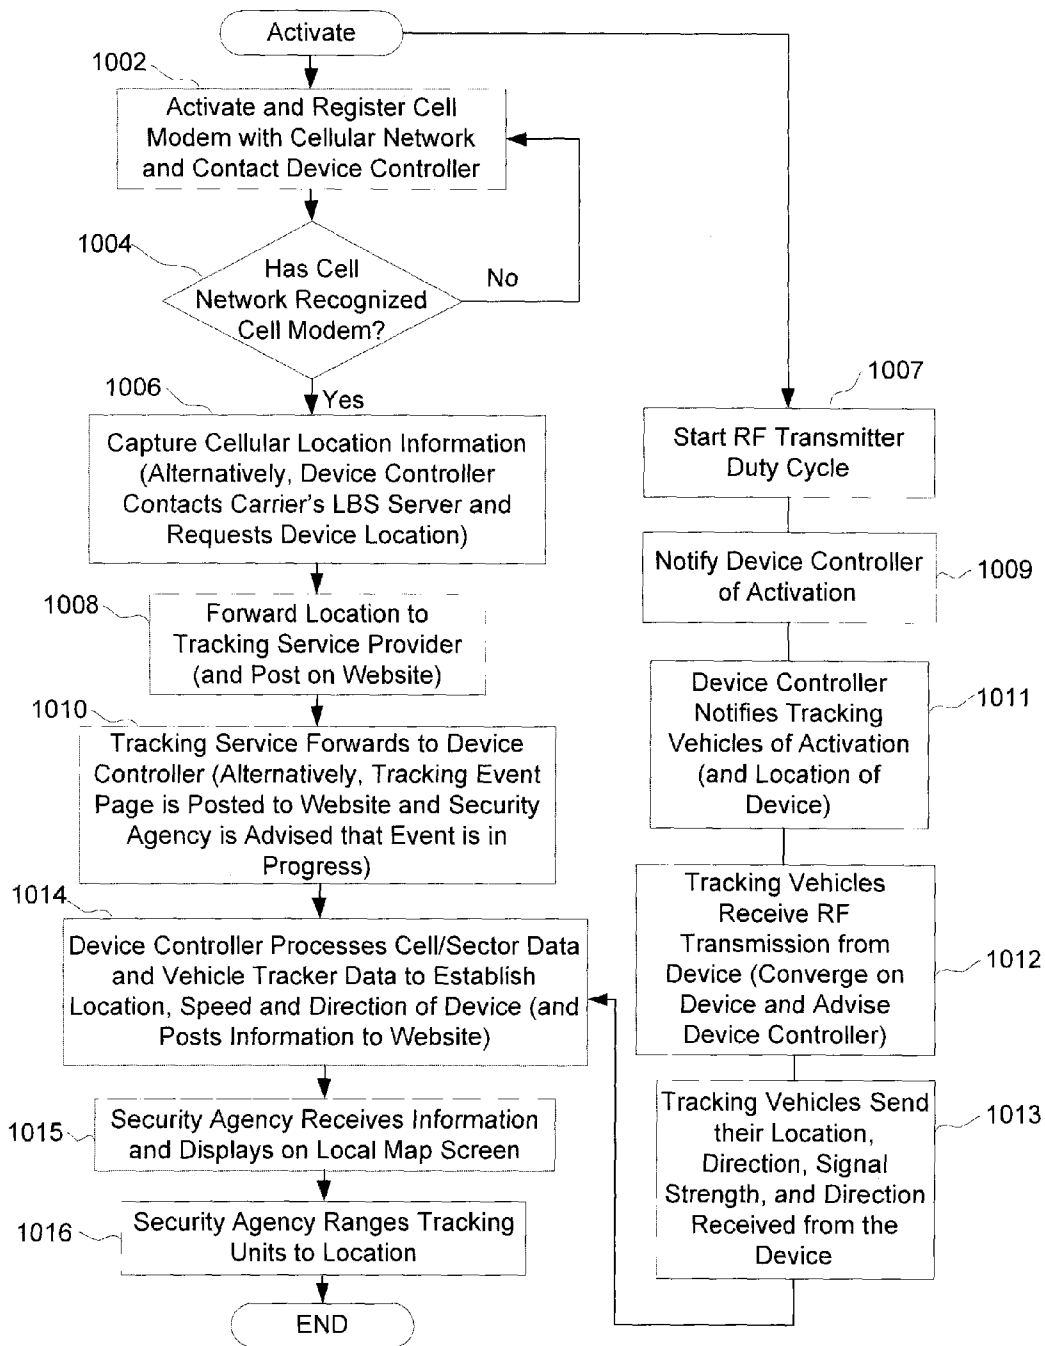 Activate
1002
Activate and Register Cell
Modem with Cellular Network
and Contact Device Controller
1004
Has Cell
Network Recognized
Cell Modem?
No
Yes
1006
Capture Cellular Location Information
(Alternatively, Device Controller
Contacts Carrier's LBS Server and
Requests Device Location)
1008
Forward Location to
Tracking Service Provider
(and Post on Website)
1010
Tracking Service Forwards to Device
Controller (Alternatively, Tracking Event
Page is Posted to Website and Security
Agency is Advised that Event is in
Progress)
1014
Device Controller Processes Cell/Sector Data
and Vehicle Tracker Data to Establish
Location, Speed and Direction of Device (and
Posts Information to Website)
1015
Security Agency Receives Information
and Displays on Local Map Screen
1016
Security Agency Ranges Tracking
Units to Location
END
1007
Start RF Transmitter
Duty Cycle
Notify Device Controller
of Activation
1009
Device Controller
Notifies Tracking
Vehicles of Activation
(and Location of
Device)
1011
Tracking Vehicles
Receive RF
Transmission from
Device (Converge on
Device and Advise
Device Controller)
1012
Tracking Vehicles Send
their Location,
Direction, Signal
Strength, and Direction
Received from the
Device
1013